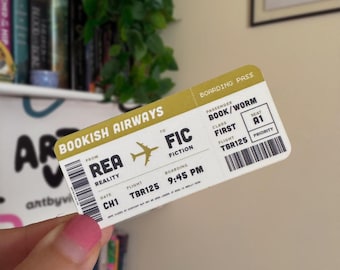 BOOKISH AIRWAYS
BOARDING PASS
FROM
REA
REALITY
TO
FIC
FICTION
DATE
CH1
FLIGHT
TBR125
BOARDING
9:45 PM
PASSENGER
BOOK/WORM
CLASS
FIRST
FLIGHT
TBR125
SEAT
A1
PRIORITY
ART
BY
antbyvi